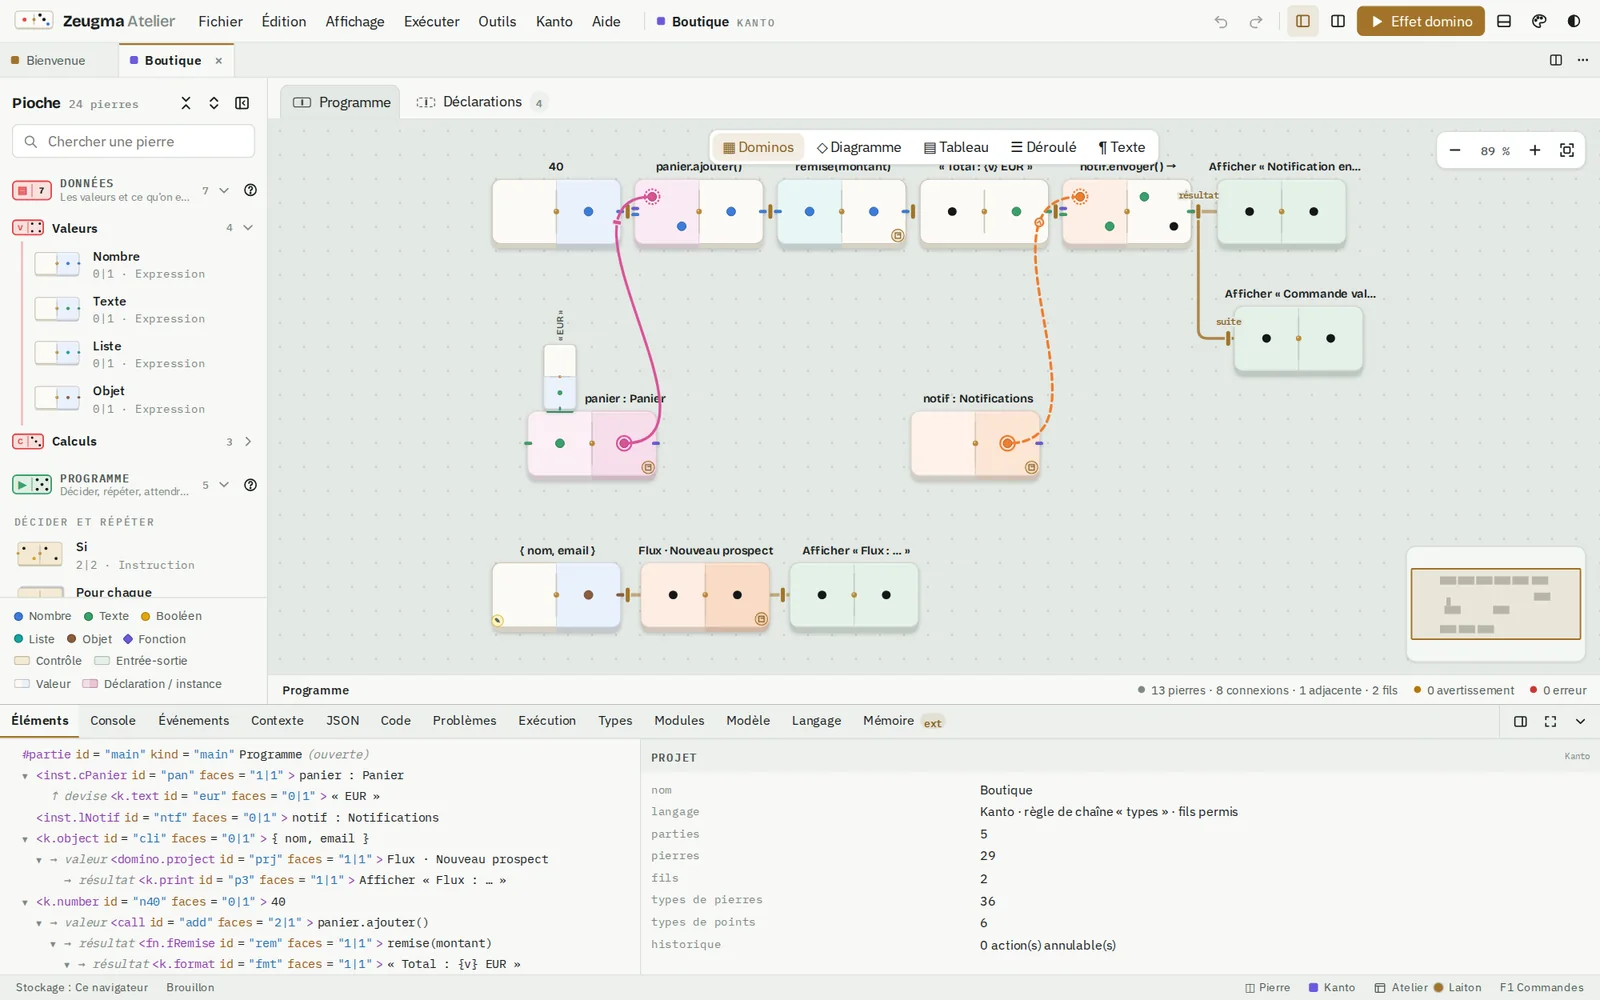 Zeugma Atelier Fichier Édition Affichage Exécuter Outils Kanto Aide Boutique KANTO Effet domino
Bienvenue Boutique ×
Pioche 24 pierres
Chercher une pierre
7 DONNÉES 7
Les valeurs et ce qu'on e...
V Valeurs 4
Nombre
0|1 · Expression
Texte
0|1 · Expression
Liste
0|1 · Expression
Objet
0|1 · Expression
C Calculs 3
PROGRAMME 5
Décider, répéter, attendr...
DÉCIDER ET RÉPÉTER
Si
2|2 · Instruction
Pour chaque
Nombre Texte Booléen
Liste Objet Fonction
Contrôle Entrée-sortie
Valeur Déclaration / instance
Programme Déclarations 4
Dominos Diagramme Tableau Déroulé Texte
89 %
40 panier.ajouter() remise(montant) « Total : {v} EUR » notif.envoyer() → Afficher « Notification en...
résultat
Afficher « Commande val...
suite
« EUR »
panier : Panier notif : Notifications
{ nom, email } Flux · Nouveau prospect Afficher « Flux : ... »
Programme 13 pierres · 8 connexions · 1 adjacente · 2 fils 0 avertissement 0 erreur
Éléments Console Événements Contexte JSON Code Problèmes Exécution Types Modules Modèle Langage Mémoire ext
#partie id = "main" kind = "main" Programme (ouverte)
<inst.cPanier id = "pan" faces = "1|1" > panier : Panier
↑ devise <k.text id = "eur" faces = "0|1" > « EUR »
<inst.lNotif id = "ntf" faces = "0|1" > notif : Notifications
<k.object id = "cli" faces = "0|1" > { nom, email }
→ valeur <domino.project id = "prj" faces = "1|1" > Flux · Nouveau prospect
→ résultat <k.print id = "p3" faces = "1|1" > Afficher « Flux : … »
<k.number id = "n40" faces = "0|1" > 40
→ valeur <call id = "add" faces = "2|1" > panier.ajouter()
→ résultat <fn.fRemise id = "rem" faces = "1|1" > remise(montant)
→ résultat <k.format id = "fmt" faces = "1|1" > « Total : {v} EUR »
PROJET Kanto
nom Boutique
langage Kanto · règle de chaîne « types » · fils permis
parties 5
pierres 29
fils 2
types de pierres 36
types de points 6
historique 0 action(s) annulable(s)
Stockage : Ce navigateur Brouillon Pierre Kanto Atelier Laiton F1 Commandes